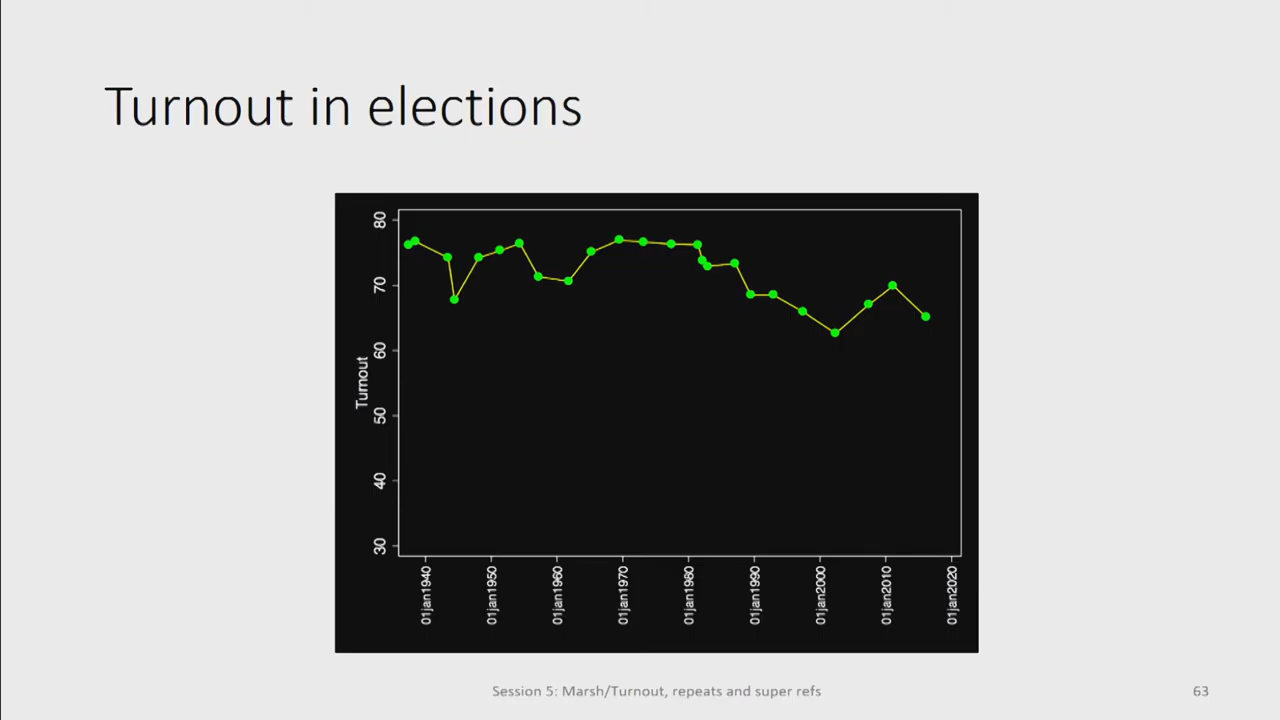 Turnout in elections
80
70
60
50
40
30
Turnout
01jan1940
01jan1950
01jan1960
01jan1970
01jan1980
01jan1990
01jan2000
01jan2010
01jan2020
Session 5: Marsh/Turnout, repeats and super refs
63